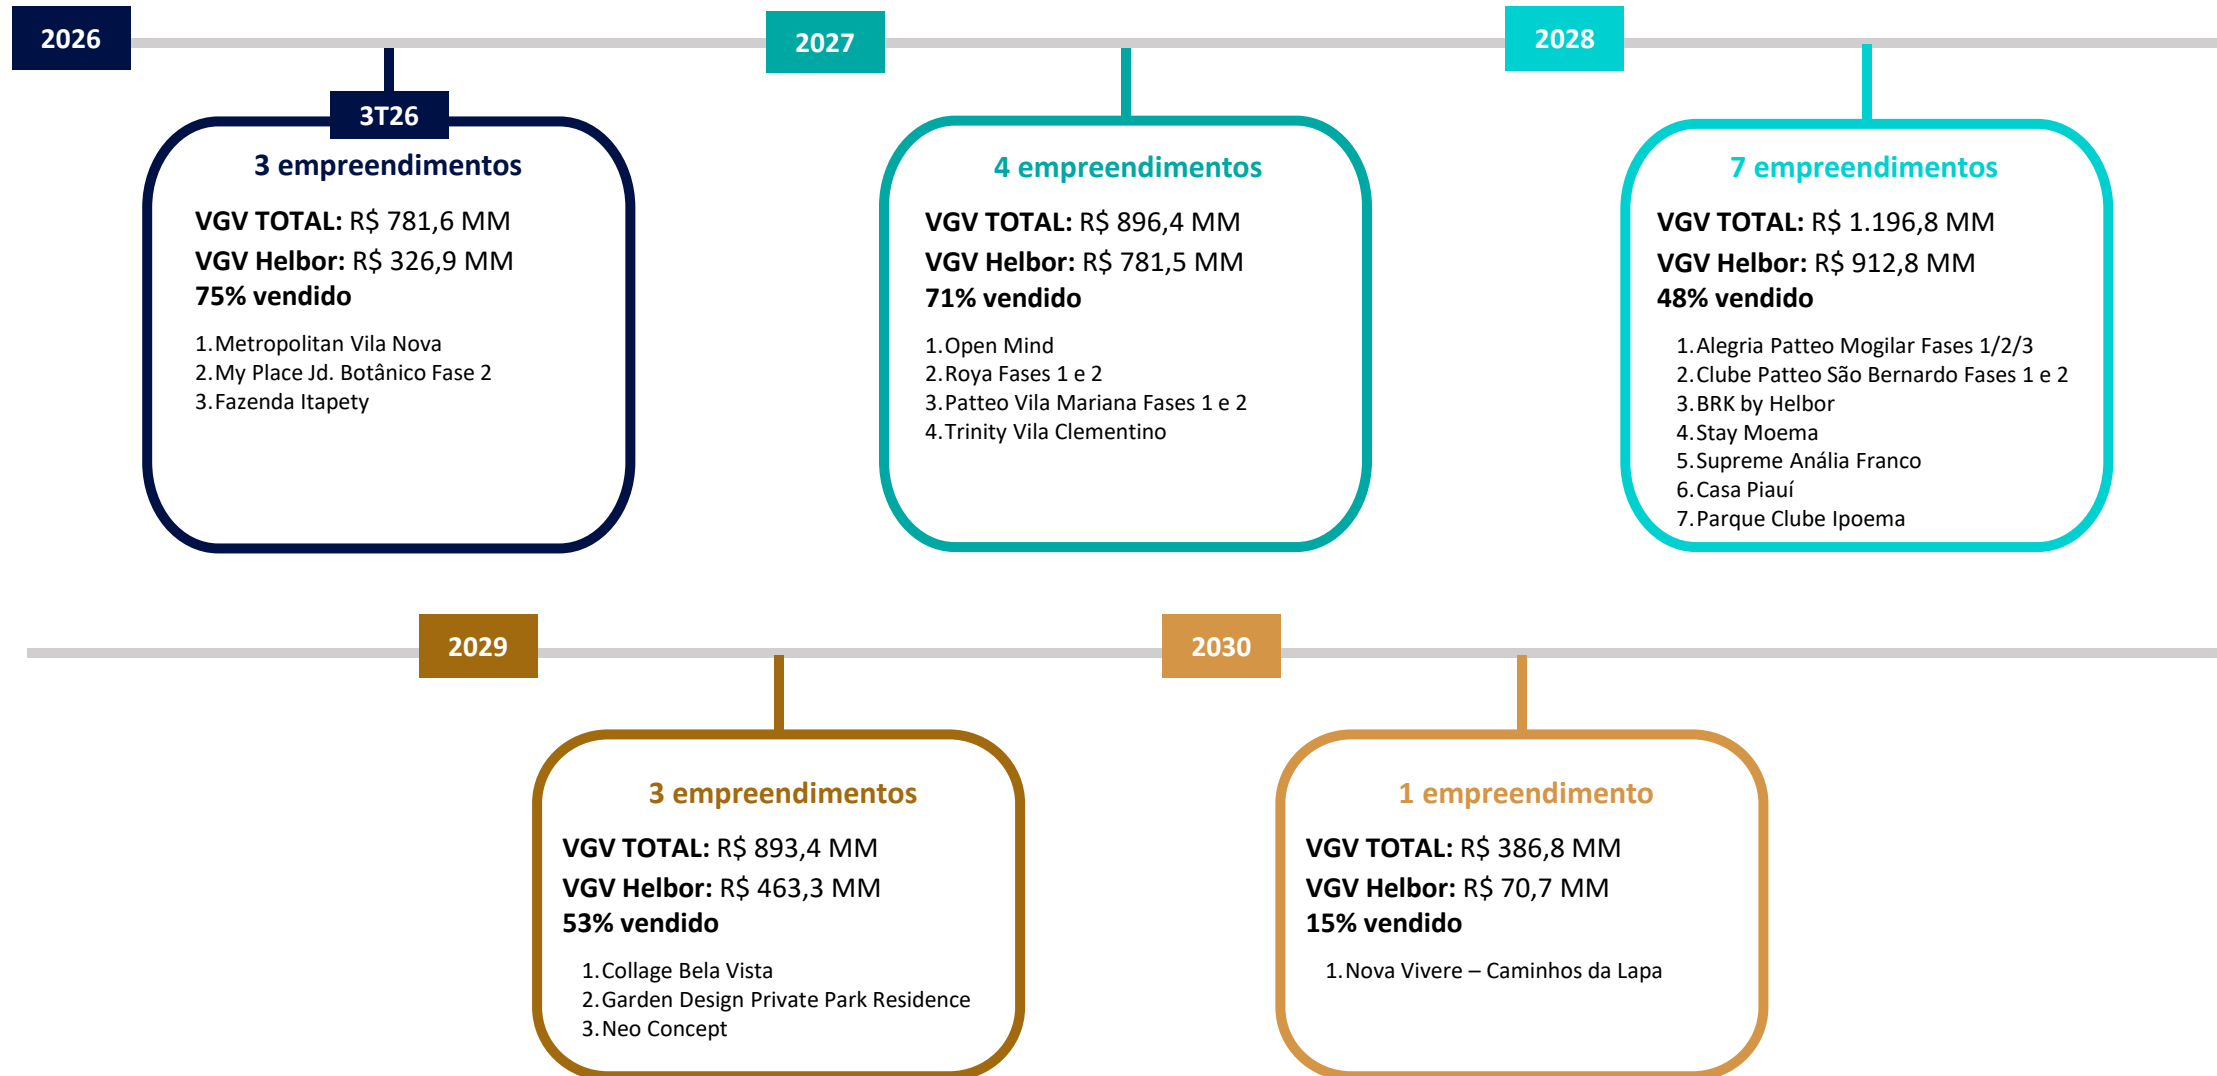 2026
3T26
3 empreendimentos
VGV TOTAL: R$ 781,6 MM
VGV Helbor: R$ 326,9 MM
75% vendido
1.Metropolitan Vila Nova
2.My Place Jd. Botânico Fase 2
3.Fazenda Itapety
2027
4 empreendimentos
VGV TOTAL: R$ 896,4 MM
VGV Helbor: R$ 781,5 MM
71% vendido
1.Open Mind
2.Roya Fases 1 e 2
3.Patteo Vila Mariana Fases 1 e 2
4.Trinity Vila Clementino
2028
7 empreendimentos
VGV TOTAL: R$ 1.196,8 MM
VGV Helbor: R$ 912,8 MM
48% vendido
1.Alegria Patteo Mogilar Fases 1/2/3
2.Clube Patteo São Bernardo Fases 1 e 2
3.BRK by Helbor
4.Stay Moema
5.Supreme Anália Franco
6.Casa Piauí
7.Parque Clube Ipoema
2029
3 empreendimentos
VGV TOTAL: R$ 893,4 MM
VGV Helbor: R$ 463,3 MM
53% vendido
1.Collage Bela Vista
2.Garden Design Private Park Residence
3.Neo Concept
2030
1 empreendimento
VGV TOTAL: R$ 386,8 MM
VGV Helbor: R$ 70,7 MM
15% vendido
1.Nova Vivere – Caminhos da Lapa